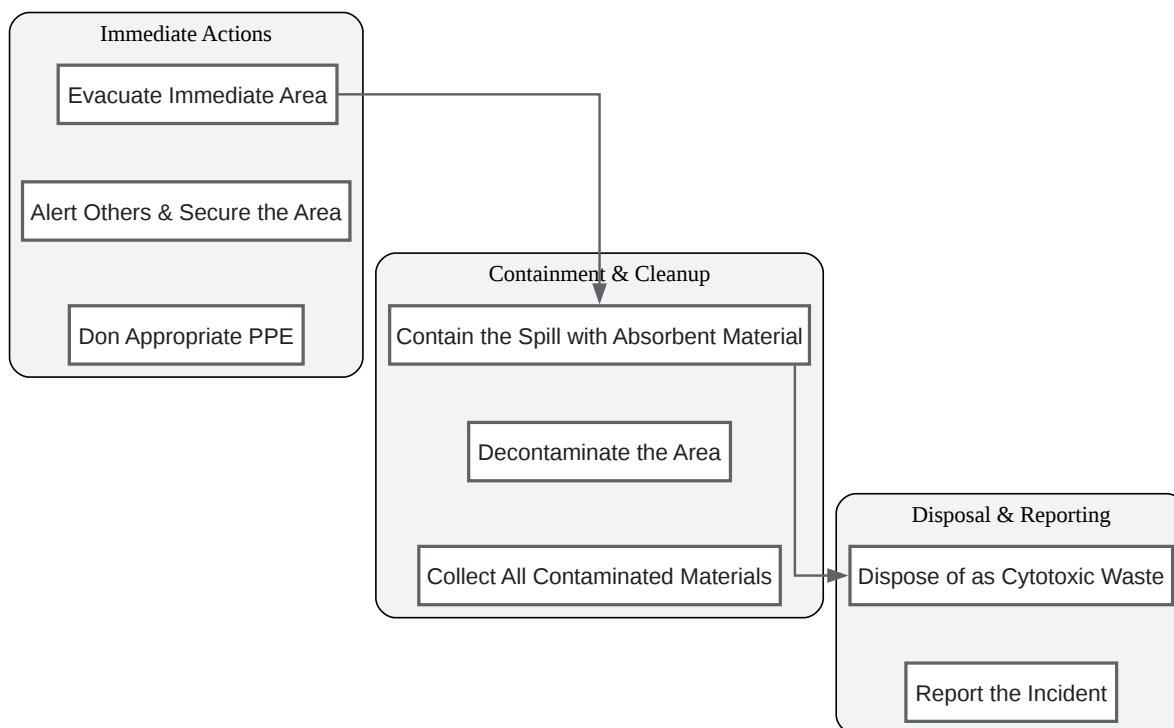 Immediate Actions
Evacuate Immediate Area
Alert Others & Secure the Area
Don Appropriate PPE
Containment & Cleanup
Contain the Spill with Absorbent Material
Decontaminate the Area
Collect All Contaminated Materials
Disposal & Reporting
Dispose of as Cytotoxic Waste
Report the Incident